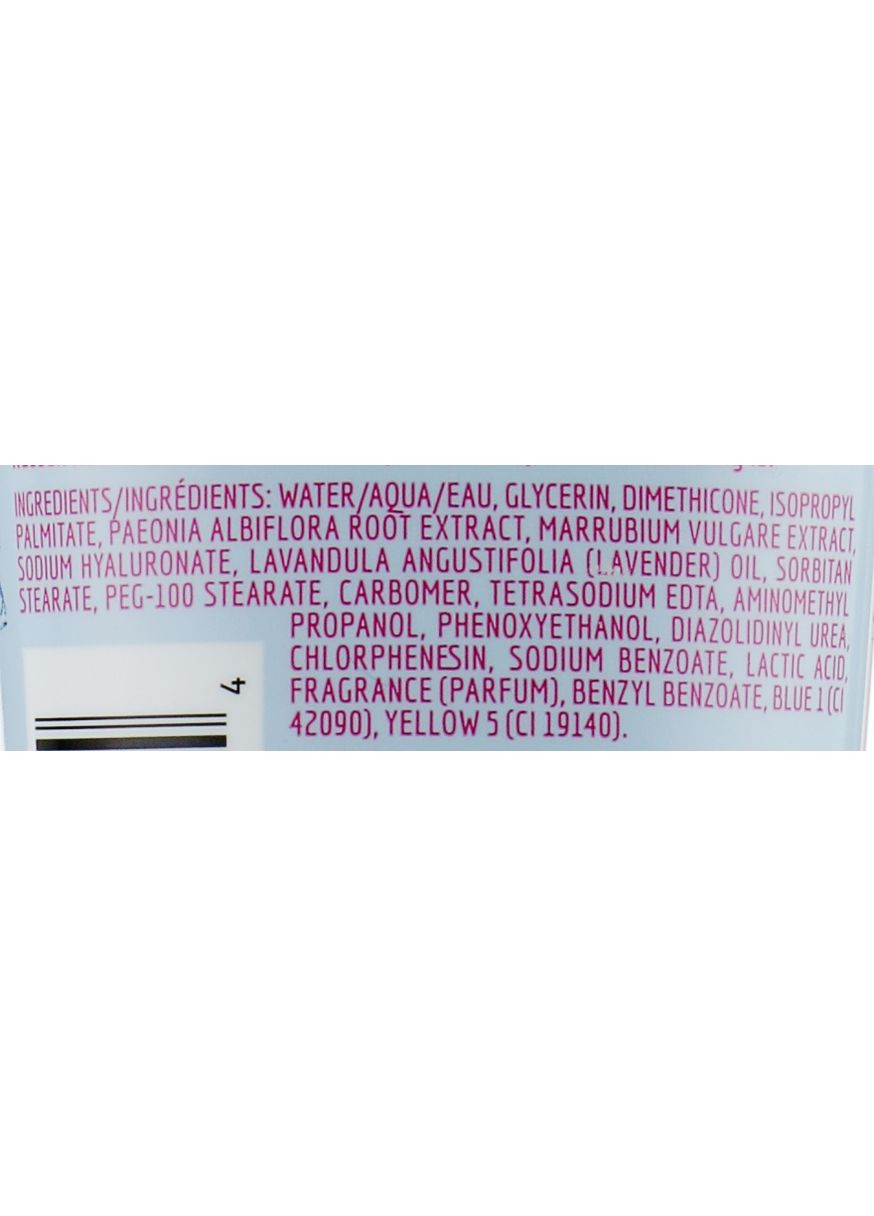 INGREDIENTS/INGRÉDIENTS: WATER/AQUA/EAU, GLYCERIN, DIMETHICONE, ISOPROPYL
PALMITATE, PAEONIA ALBIFLORA ROOT EXTRACT, MARRUBIUM VULGARE EXTRACT,
SODIUM HYALURONATE, LAVANDULA ANGUSTIFOLIA (LAVENDER) OIL, SORBITAN
STEARATE, PEG-100 STEARATE, CARBOMER, TETRASODIUM EDTA, AMINOMETHYL
PROPANOL, PHENOXYETHANOL, DIAZOLIDINYL UREA,
CHLORPHENESIN, SODIUM BENZOATE, LACTIC ACID,
FRAGRANCE (PARFUM), BENZYL BENZOATE, BLUE 1 (CI
42090), YELLOW 5 (CI 19140).
4